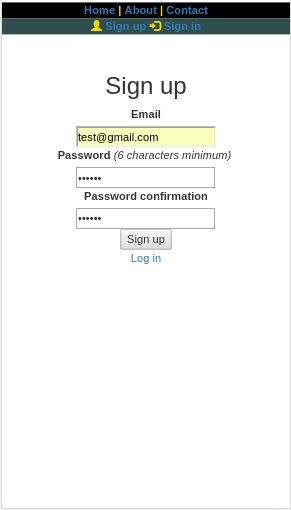 Home | About | Contact
Sign up Sign in
Sign up
Email
test@gmail.com
Password (6 characters minimum)
••••••
Password confirmation
••••••
Sign up
Log in